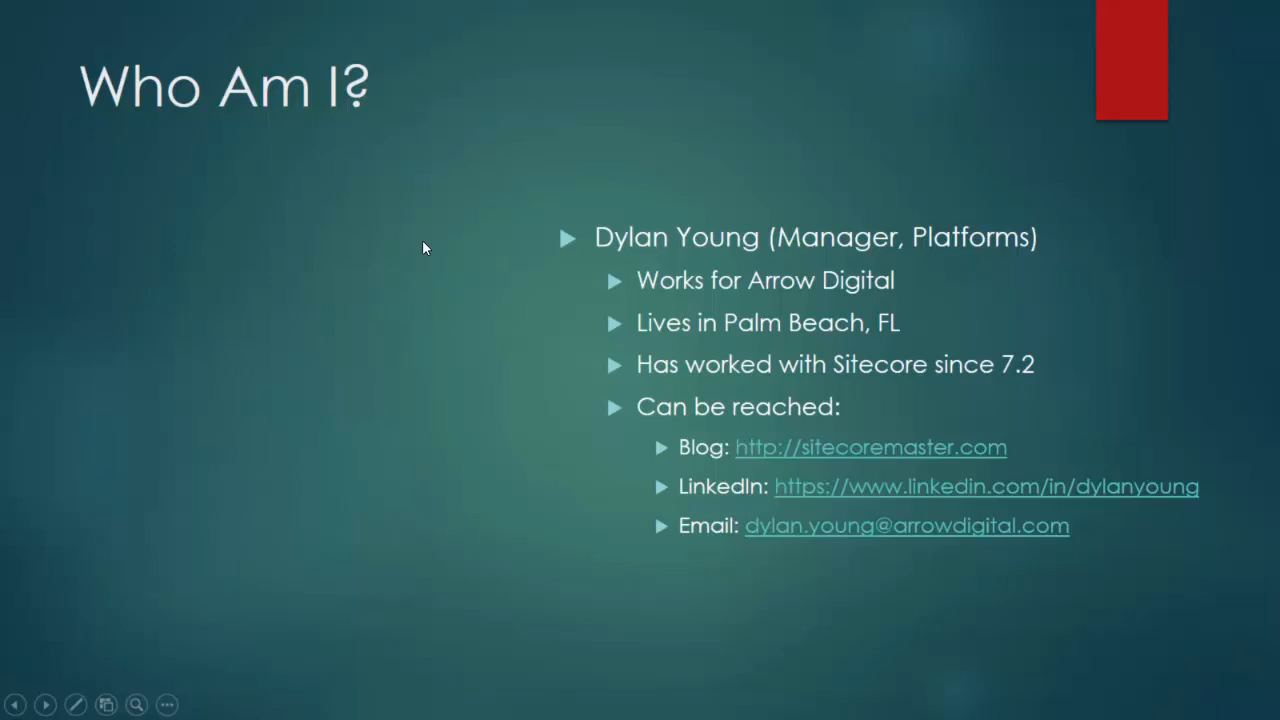 Who Am I?
Dylan Young (Manager, Platforms)
Works for Arrow Digital
Lives in Palm Beach, FL
Has worked with Sitecore since 7.2
Can be reached:
Blog: http://sitecoremaster.com
LinkedIn: https://www.linkedin.com/in/dylanyoung
Email: dylan.young@arrowdigital.com